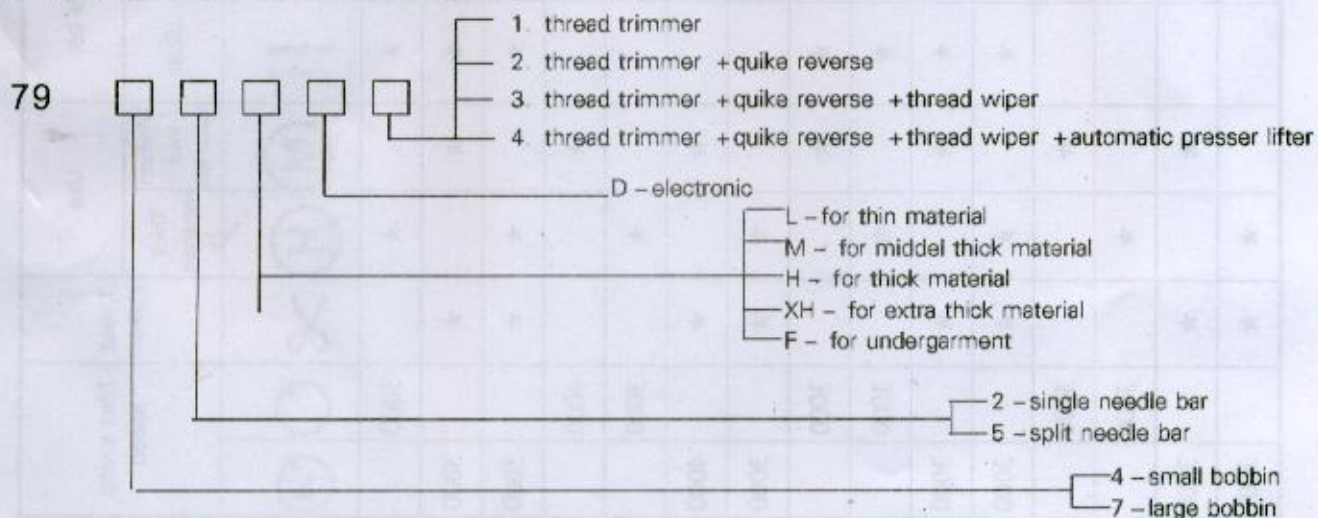 1. thread trimmer
2. thread trimmer +quike reverse
79
3. thread trimmer +quike reverse +thread wiper
4. thread trimmer +quike reverse +thread wiper +automatic presser lifter
D – electronic
L – for thin material
M – for middel thick material
H – for thick material
XH – for extra thick material
F – for undergarment
2 – single needle bar
5 – split needle bar
4 – small bobbin
7 – large bobbin